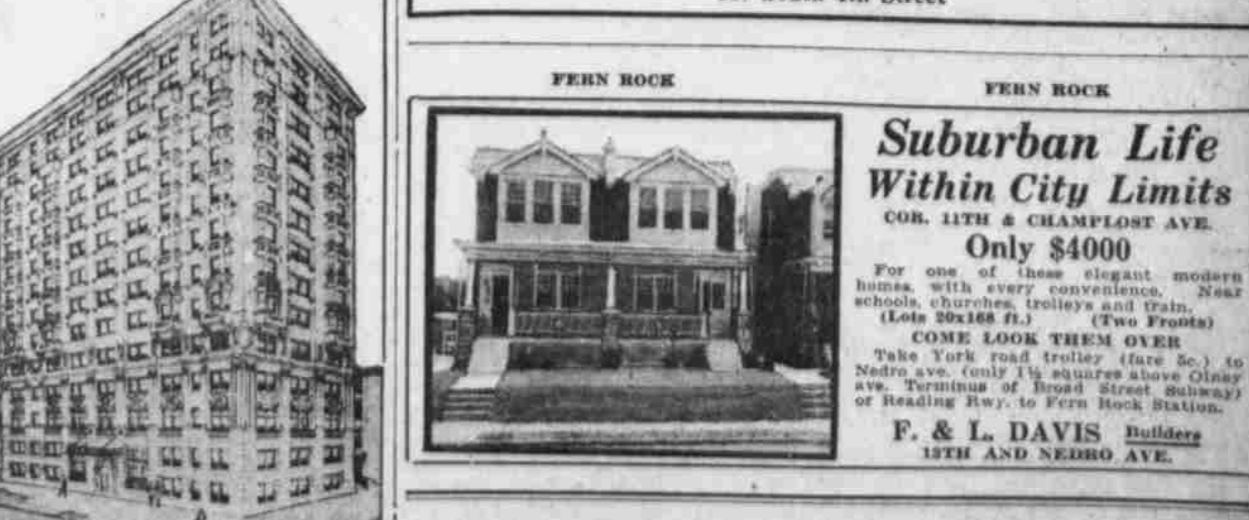 Street
FERN ROCK
FERN ROCK
Suburban Life
Within City Limits
COR. 11TH & CHAMPLOST AVE.
Only $4000
For one of these elegant modern
homes, with every convenience. Near
schools, churches, trolleys and train.
(Lots 20x168 ft.) (Two Fronts)
COME LOOK THEM OVER
Take York road trolley (fare 5c.) to
Nedro ave. (only 1½ squares above Olney
ave. Terminus of Broad Street Subway)
or Reading Rwy. to Fern Rock Station.
F. & L. DAVIS Builders
13TH AND NEDRO AVE.